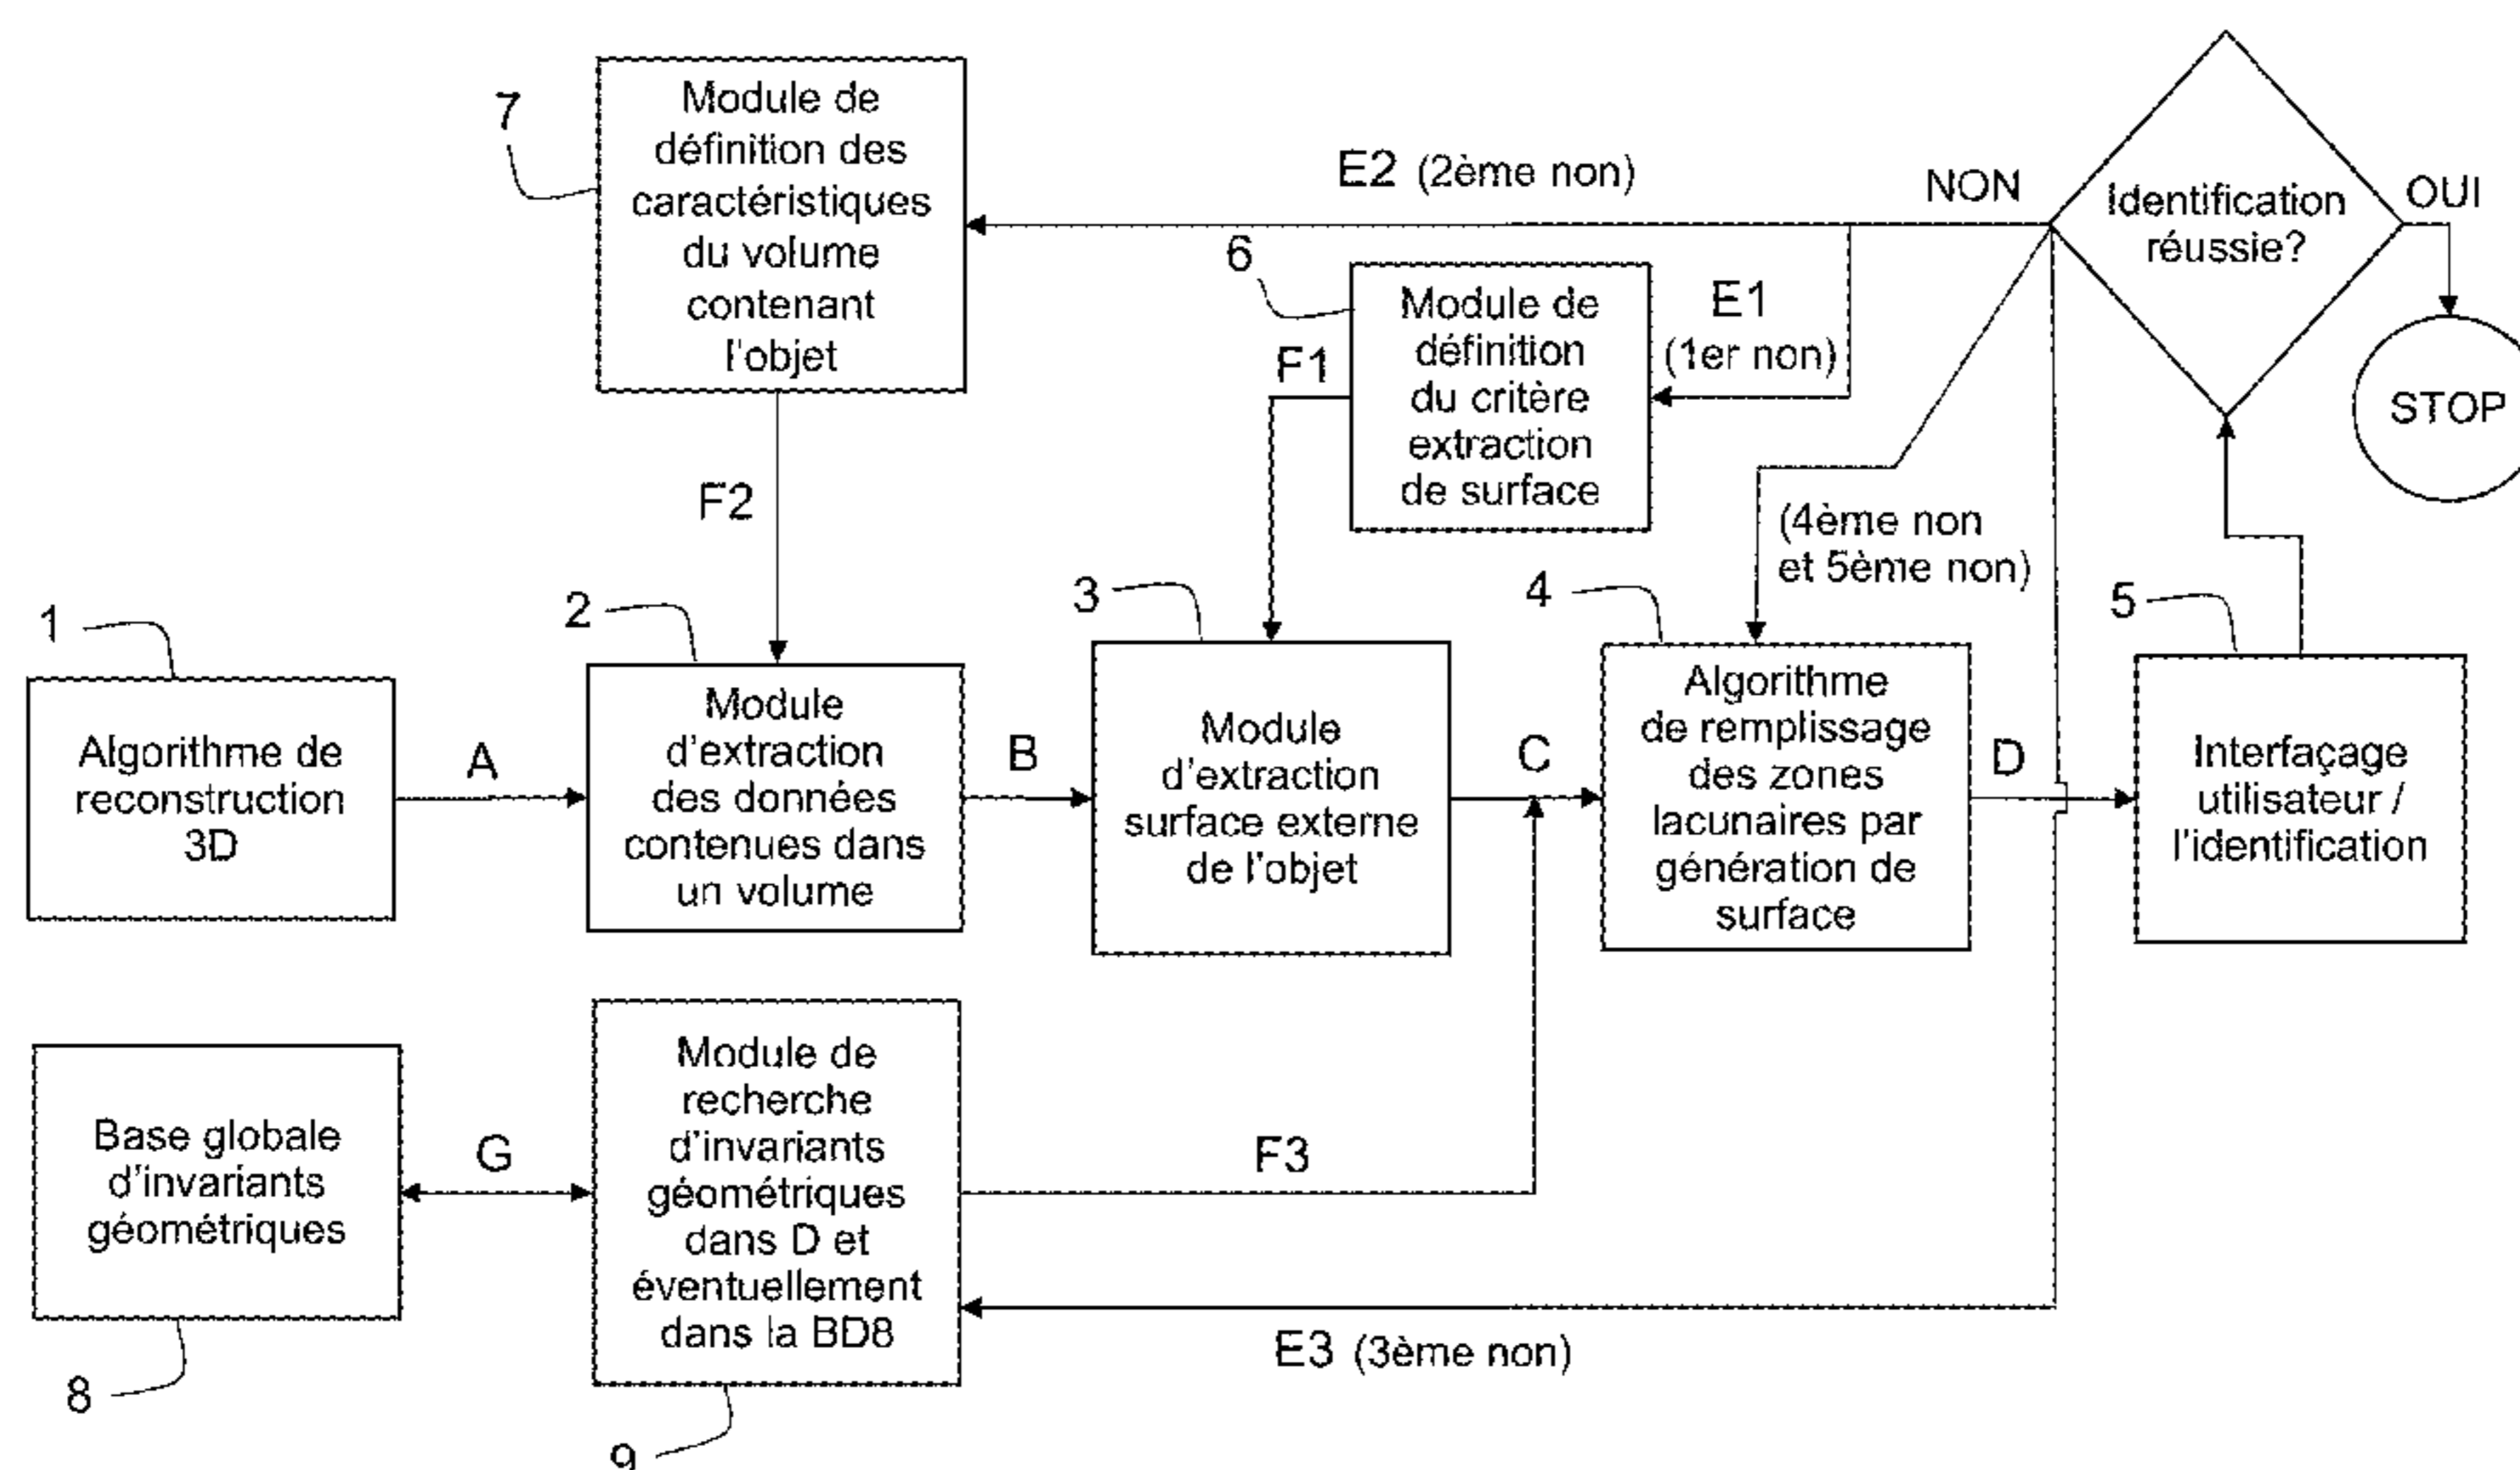 7
Module de
définition des
caractéristiques
du volume
contenant
l'objet
E2 (2ème non)
NON
Identification
réussie?
OUI
STOP
6
Module de
définition
du critère
extraction
de surface
E1
(1er non)
F1
F2
(4ème non
et 5ème non)
1
Algorithme de
reconstruction
3D
A
2
Module
d'extraction
des données
contenues dans
un volume
B
3
Module
d'extraction
surface externe
de l'objet
C
4
Algorithme
de remplissage
des zones
lacunaires par
génération de
surface
D
5
Interfaçage
utilisateur /
l'identification
Base globale
d'invariants
géométriques
8
G
Module de
recherche
d'invariants
géométriques
dans D et
éventuellement
dans la BD8
9
F3
E3 (3ème non)